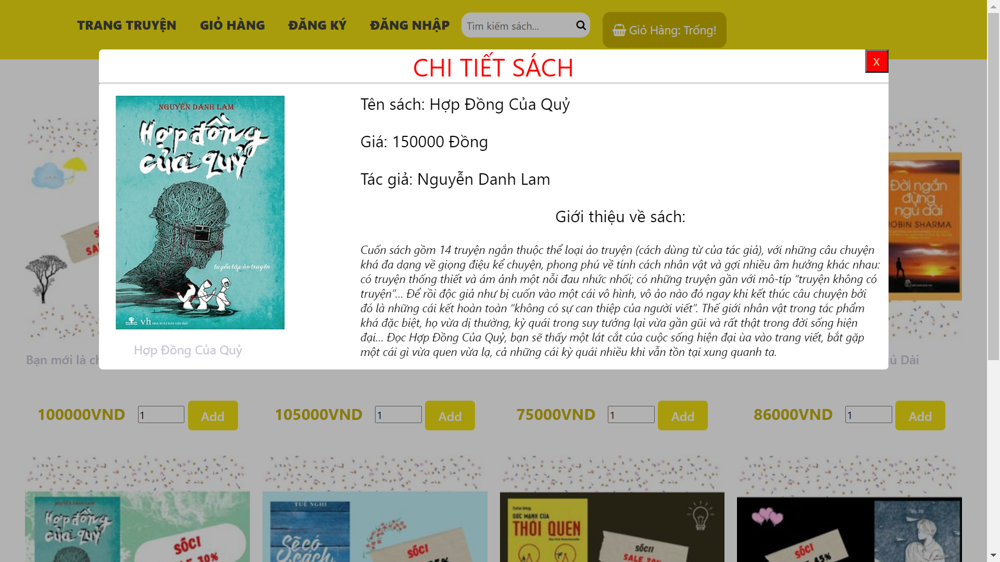 TRANG TRUYỆN
GIỎ HÀNG
ĐĂNG KÝ
ĐĂNG NHẬP
Tìm kiếm sách...
Giỏ Hàng: Trống!
CHI TIẾT SÁCH
X
NGUYỄN DANH LAM
Hợp đồng
của quỷ
tuyển tập ảo truyện
vh NHÀ XUẤT BẢN VĂN HỌC
Hợp Đồng Của Quỷ
Tên sách: Hợp Đồng Của Quỷ
Giá: 150000 Đồng
Tác giả: Nguyễn Danh Lam
Giới thiệu về sách:
Cuốn sách gồm 14 truyện ngắn thuộc thể loại ảo truyện (cách dùng từ của tác giả), với những câu chuyện
khá đa dạng về giọng điệu kể chuyện, phong phú về tính cách nhân vật và gợi nhiều âm hưởng khác nhau:
có truyện thống thiết và ám ảnh một nỗi đau nhức nhối; có những truyện gần với mô-típ “truyện không có
truyện”... Để rồi độc giả như bị cuốn vào một cái vô hình, vô ảo nào đó ngay khi kết thúc câu chuyện bởi
đó là những cái kết hoàn toàn “không có sự can thiệp của người viết”. Thế giới nhân vật trong tác phẩm
khá đặc biệt, họ vừa dị thường, kỳ quái trong suy tưởng lại vừa gần gũi và rất thật trong đời sống hiện
đại... Đọc Hợp Đồng Của Quỷ, bạn sẽ thấy một lát cắt của cuộc sống hiện đại ùa vào trang viết, bắt gặp
một cái gì vừa quen vừa lạ, cả những cái kỳ quái nhiều khi vẫn tồn tại xung quanh ta.
Đời ngắn
đừng
ngủ dài
ROBIN SHARMA
Bạn mới là
Dài
100000VND
1
Add
105000VND
1
Add
75000VND
1
Add
86000VND
1
Add
NGUYỄN DANH LAM
Hợp đồng
của quỷ
SỐC!
30%
TUỆ NGHI
Sẽ có
cách
SỐC!
SỨC MẠNH CỦA
THÓI QUEN
SỐC!!
SALE 20%
SỐC!
45%